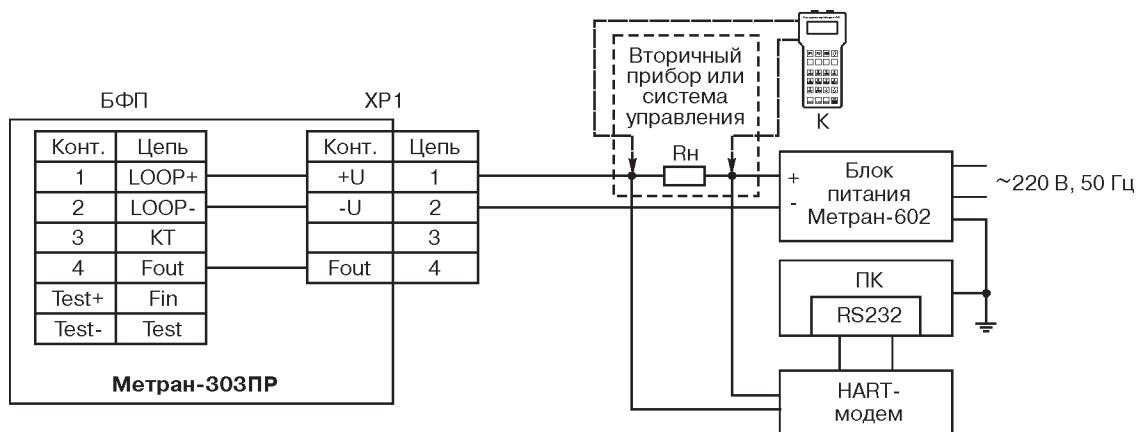 Вторичный
прибор или
система
управления
К
БФП
ХР1
Конт. Цепь
1 LOOP+
2 LOOP-
3 КТ
4 Fout
Test+ Fin
Test- Test
Конт. Цепь
+U 1
-U 2
3
Fout 4
Метран-303ПР
Rн
+
-
Блок
питания
Метран-602
~220 В, 50 Гц
ПК
RS232
HART-
модем